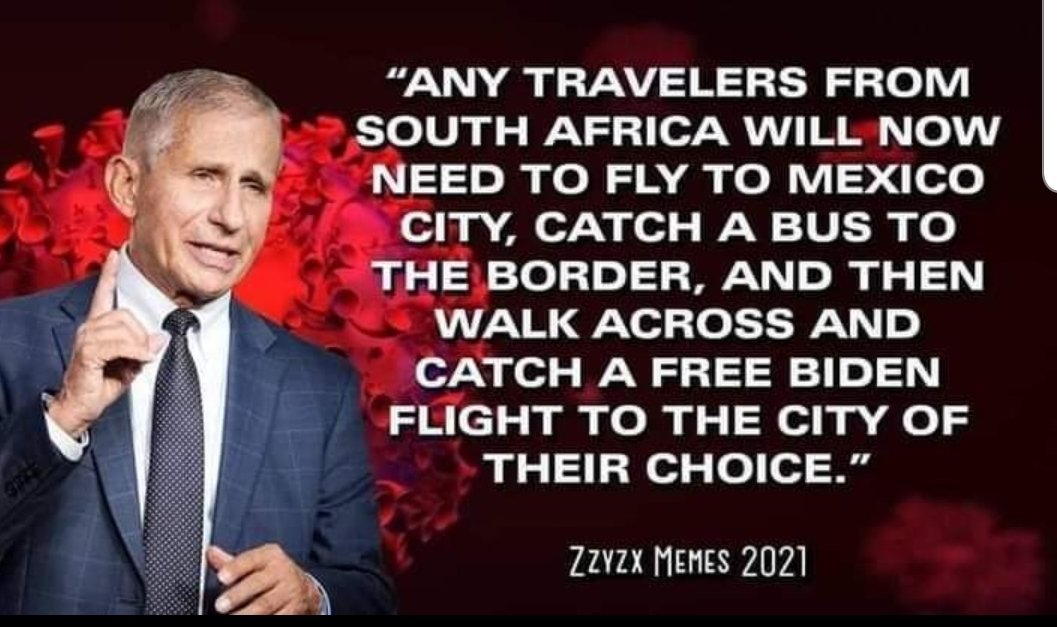 "ANY TRAVELERS FROM
SOUTH AFRICA WILL NOW
NEED TO FLY TO MEXICO
CITY, CATCH A BUS TO
THE BORDER, AND THEN
WALK ACROSS AND
CATCH A FREE BIDEN
FLIGHT TO THE CITY OF
THEIR CHOICE."
ZZYZX MEMES 2021